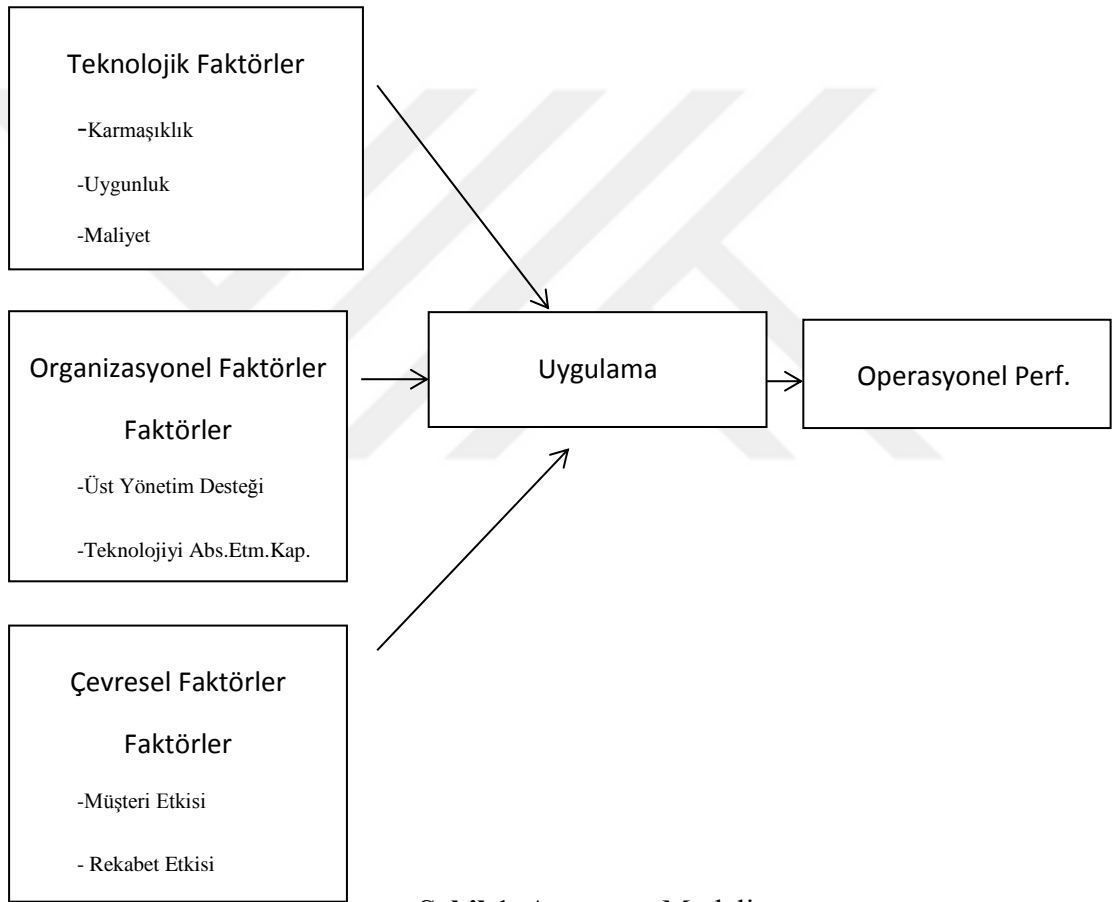 Teknolojik Faktörler
-Karmaşıklık
-Uygunluk
-Maliyet
Organizasyonel Faktörler
Faktörler
-Üst Yönetim Desteği
-Teknolojiyi Abs.Etm.Kap.
Çevresel Faktörler
Faktörler
-Müşteri Etkisi
- Rekabet Etkisi
Uygulama
Operasyonel Perf.